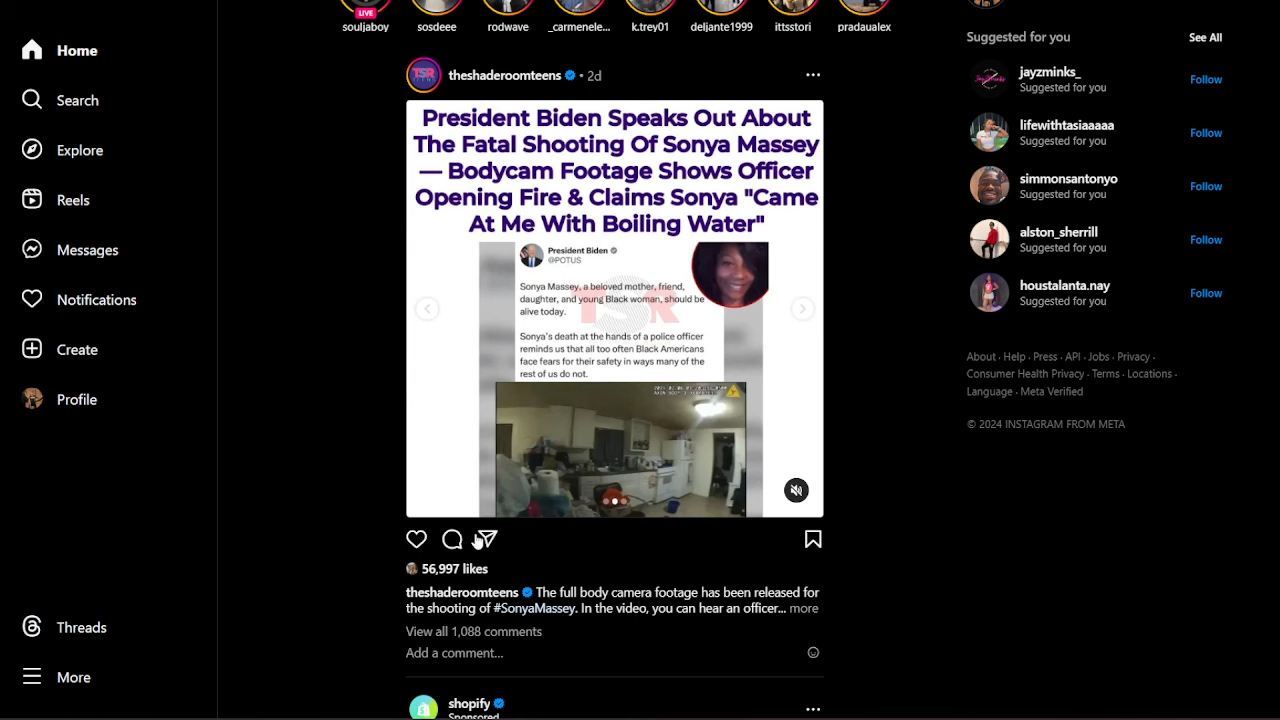 LIVE
souljaboy
sosdeee
rodwave
_carmenele...
k.trey01
deljante1999
ittsstori
pradaualex
Home
Search
Explore
Reels
Messages
Notifications
Create
Profile
Threads
More
TSR
TEENS
theshaderoomteens • 2d
President Biden Speaks Out About
The Fatal Shooting Of Sonya Massey
— Bodycam Footage Shows Officer
Opening Fire & Claims Sonya "Came
At Me With Boiling Water"
President Biden
@POTUS
Sonya Massey, a beloved mother, friend,
daughter, and young Black woman, should be
alive today.
Sonya's death at the hands of a police officer
reminds us that all too often Black Americans
face fears for their safety in ways many of the
rest of us do not.
TSR
56,997 likes
theshaderoomteens The full body camera footage has been released for
the shooting of #SonyaMassey. In the video, you can hear an officer... more
View all 1,088 comments
Add a comment...
shopify
Sponsored
Suggested for you
See All
jayzminks_
Suggested for you
Follow
lifewithtasiaaaaa
Suggested for you
Follow
simmonsantonyo
Suggested for you
Follow
alston_sherrill
Suggested for you
Follow
houstalanta.nay
Suggested for you
Follow
About · Help · Press · API · Jobs · Privacy ·
Consumer Health Privacy · Terms · Locations ·
Language · Meta Verified
© 2024 INSTAGRAM FROM META